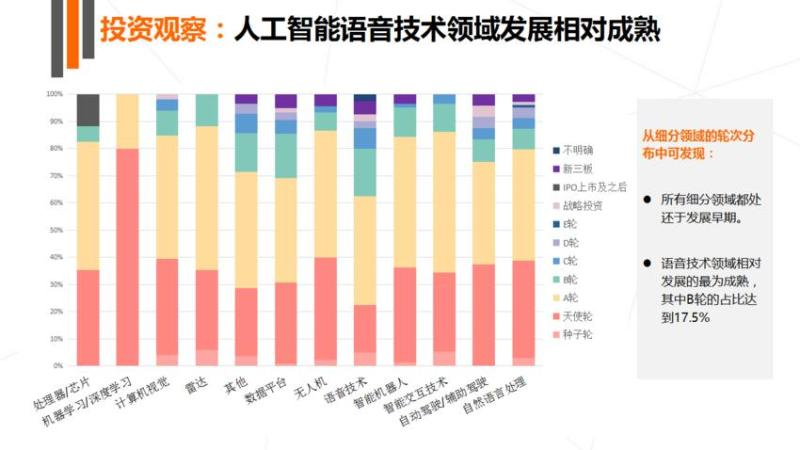 投资观察：人工智能语音技术领域发展相对成熟
100%
90%
80%
70%
60%
50%
40%
30%
20%
10%
0%
处理器/芯片
机器学习/深度学习
计算机视觉
雷达
其他
数据平台
无人机
语音技术
智能机器人
智能交互技术
自动驾驶/辅助驾驶
自然语言处理
不明确
新三板
IPO上市及之后
战略投资
E轮
D轮
C轮
B轮
A轮
天使轮
种子轮
从细分领域的轮次分
布中可发现：
● 所有细分领域都处
还于发展早期。
● 语音技术领域相对
发展的最为成熟，
其中B轮的占比达
到17.5%